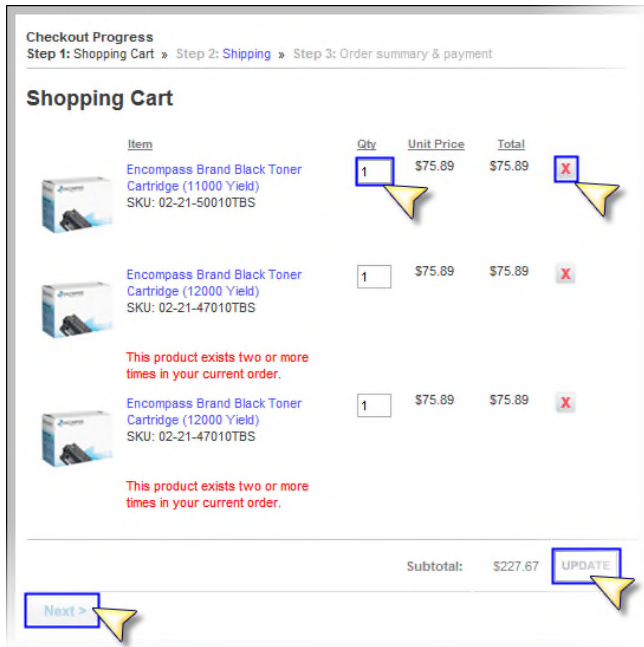 Checkout Progress
Step 1: Shopping Cart » Step 2: Shipping » Step 3: Order summary & payment
Shopping Cart
Item Qty Unit Price Total
Encompass Brand Black Toner
Cartridge (11000 Yield)
SKU: 02-21-50010TBS
1 $75.89 $75.89 X
Encompass Brand Black Toner
Cartridge (12000 Yield)
SKU: 02-21-47010TBS
1 $75.89 $75.89 X
This product exists two or more
times in your current order.
Encompass Brand Black Toner
Cartridge (12000 Yield)
SKU: 02-21-47010TBS
1 $75.89 $75.89 X
This product exists two or more
times in your current order.
Subtotal: $227.67 UPDATE
Next >